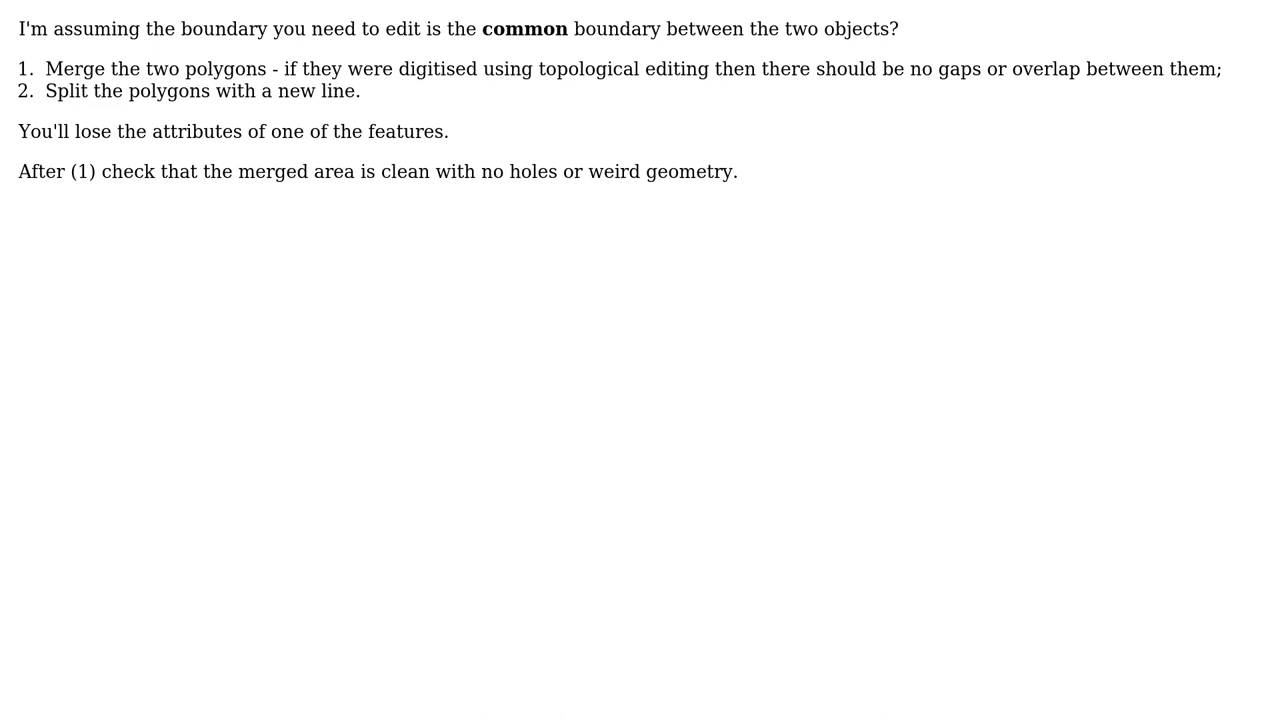 I'm assuming the boundary you need to edit is the common boundary between the two objects?
1. Merge the two polygons - if they were digitised using topological editing then there should be no gaps or overlap between them;
2. Split the polygons with a new line.
You'll lose the attributes of one of the features.
After (1) check that the merged area is clean with no holes or weird geometry.